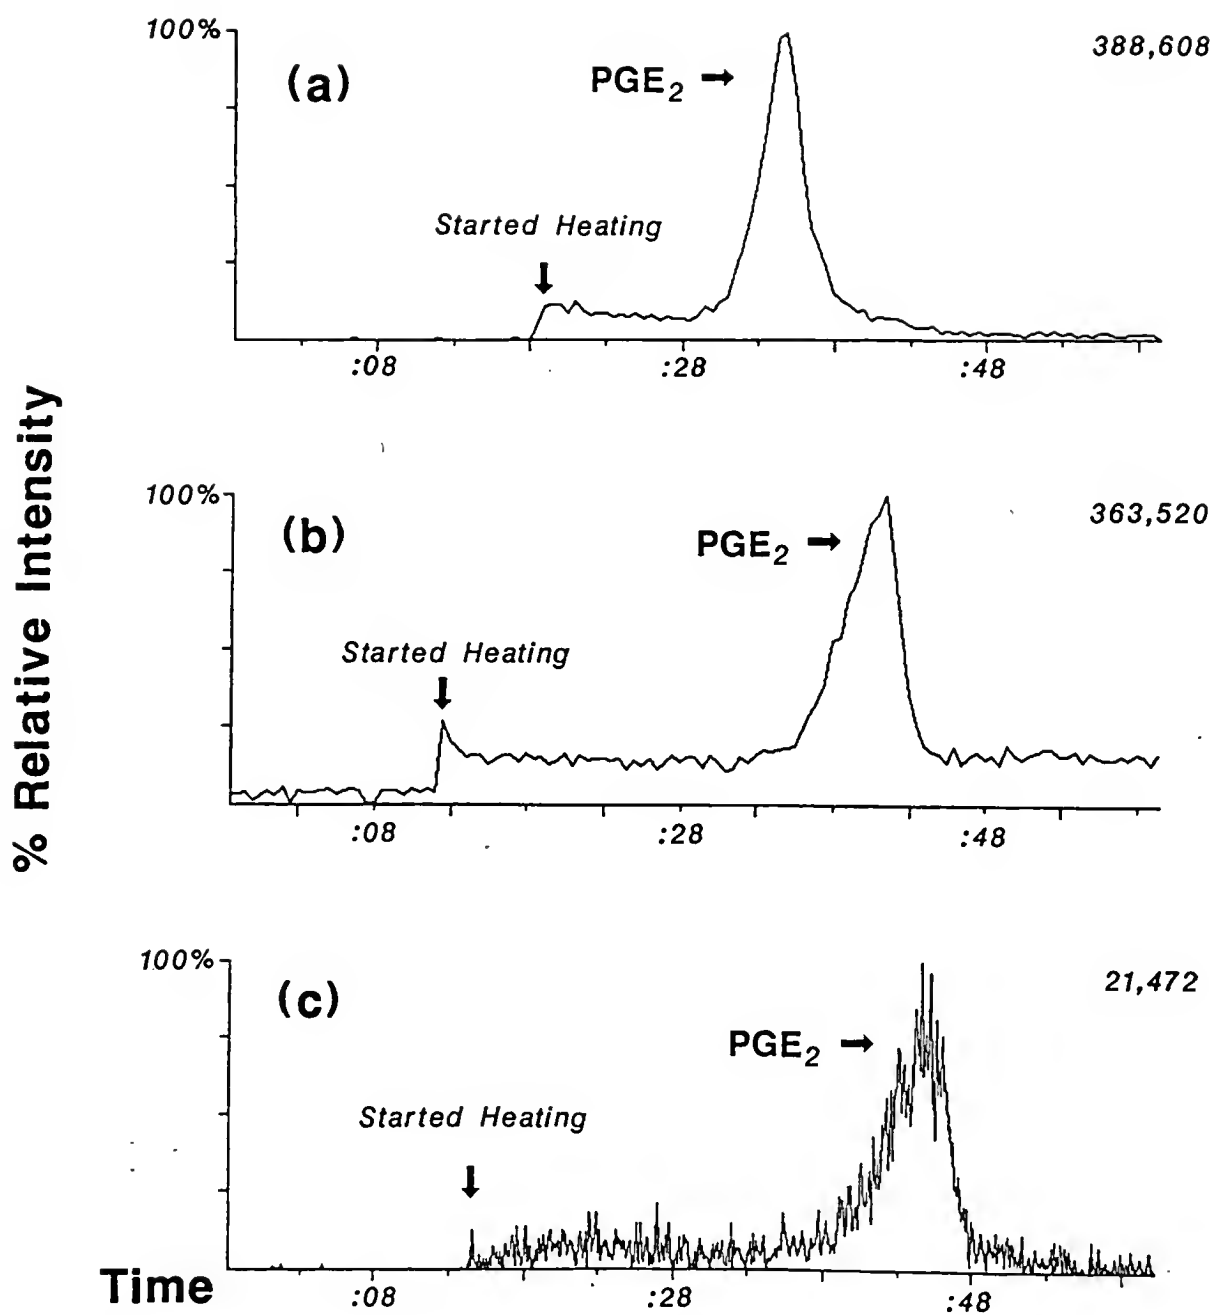 100%
(a)
PGE2 →
388,608
Started Heating
:08
:28
:48
% Relative Intensity
100%
(b)
PGE2 →
363,520
Started Heating
:08
:28
:48
100%
(c)
PGE2 →
21,472
Started Heating
Time
:08
:28
:48